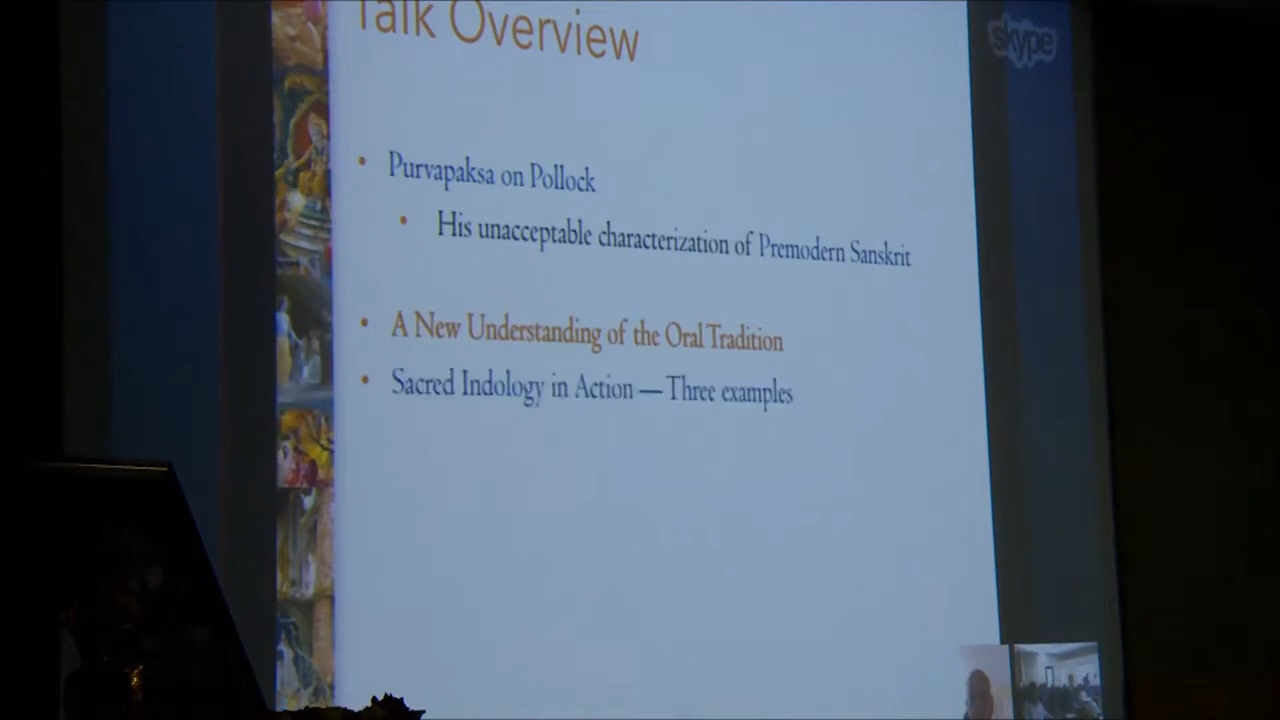 Talk Overview
skype
• Purvapaksa on Pollock
• His unacceptable characterization of Premodern Sanskrit
• A New Understanding of the Oral Tradition
• Sacred Indology in Action — Three examples